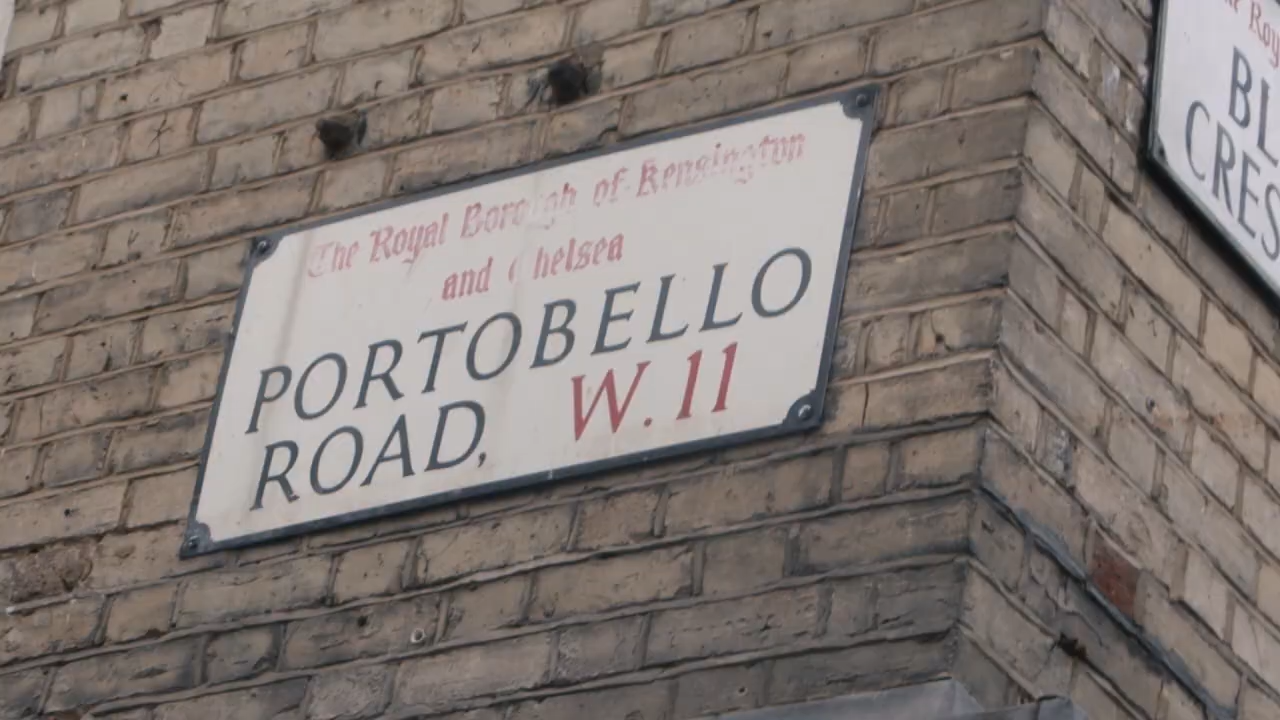 The Royal Borough of Kensington
and Chelsea
PORTOBELLO
ROAD, W.11